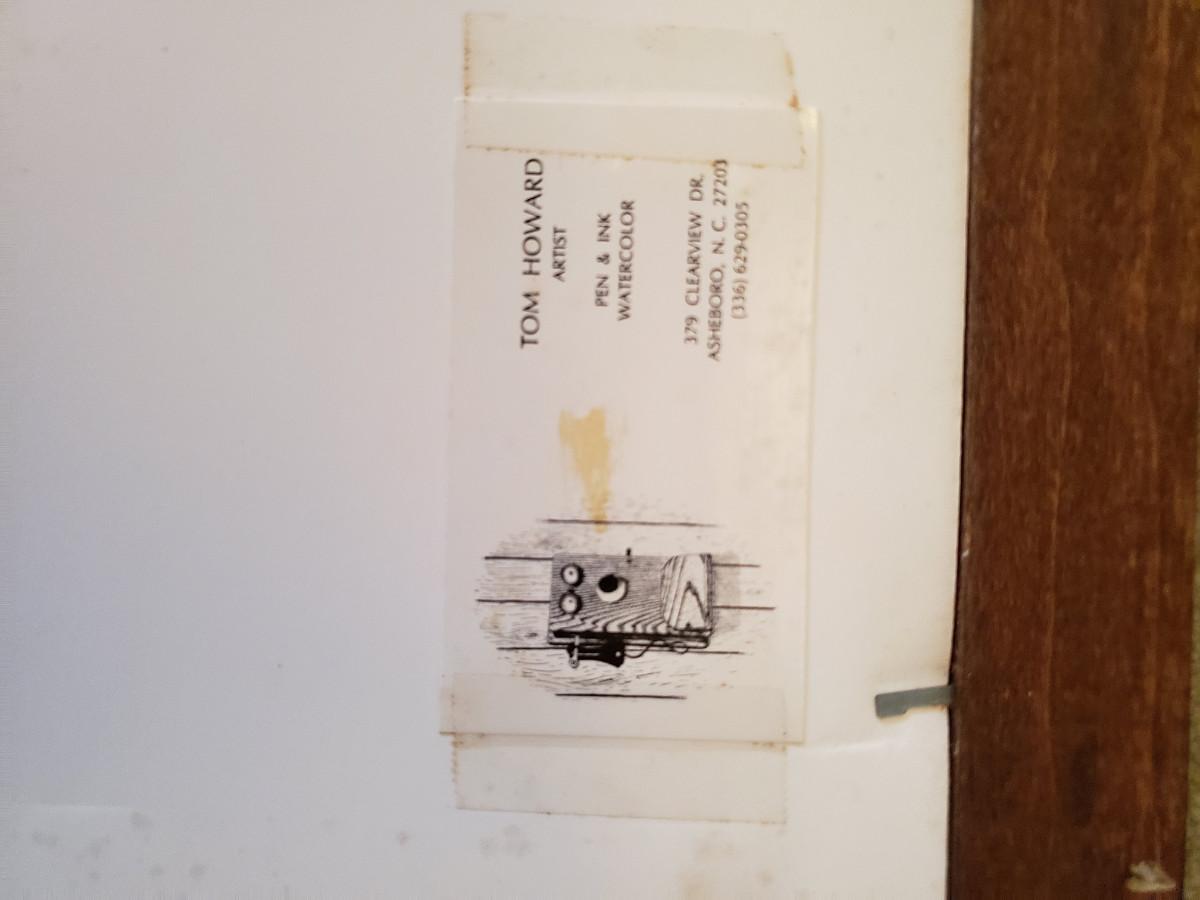 TOM HOWARD
ARTIST
PEN & INK
WATERCOLOR
379 CLEARVIEW DR.
ASHEBORO, N. C. 27203
(336) 629-0305